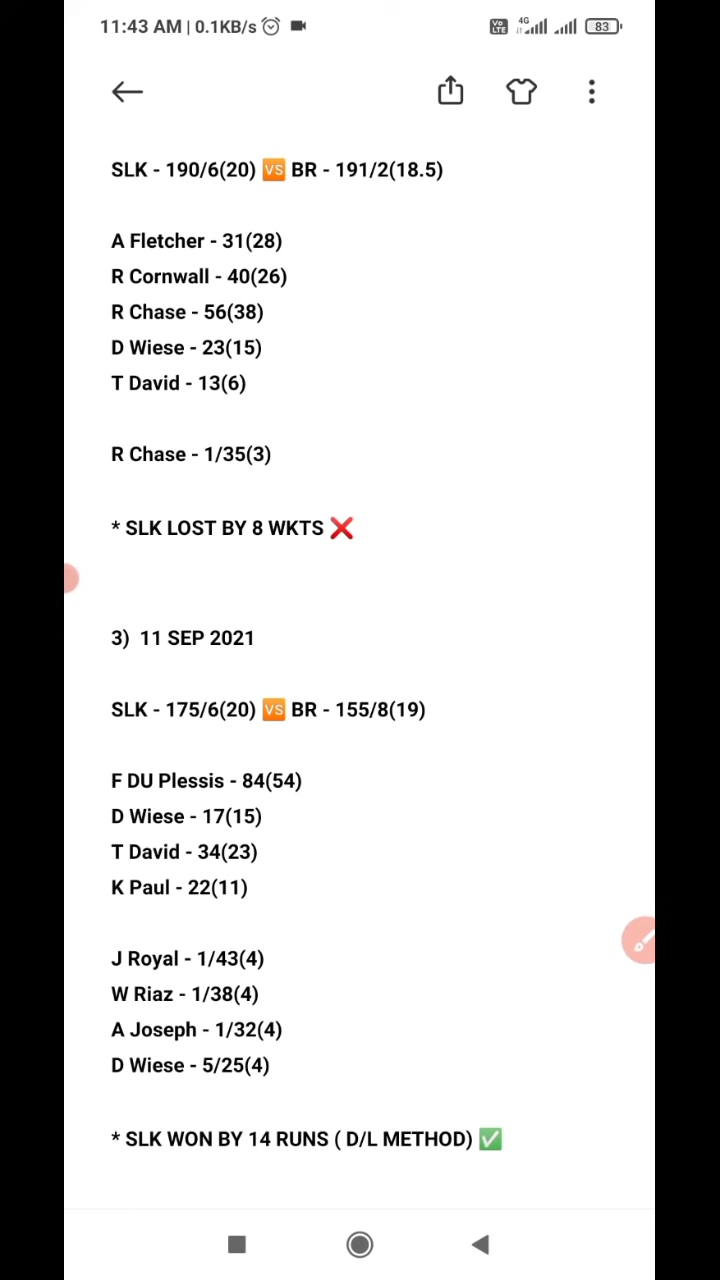 11:43 AM | 0.1KB/s
Vo LTE 4G 83
SLK - 190/6(20) VS BR - 191/2(18.5)
A Fletcher - 31(28)
R Cornwall - 40(26)
R Chase - 56(38)
D Wiese - 23(15)
T David - 13(6)
R Chase - 1/35(3)
* SLK LOST BY 8 WKTS ❌
3) 11 SEP 2021
SLK - 175/6(20) VS BR - 155/8(19)
F DU Plessis - 84(54)
D Wiese - 17(15)
T David - 34(23)
K Paul - 22(11)
J Royal - 1/43(4)
W Riaz - 1/38(4)
A Joseph - 1/32(4)
D Wiese - 5/25(4)
* SLK WON BY 14 RUNS ( D/L METHOD) ✅